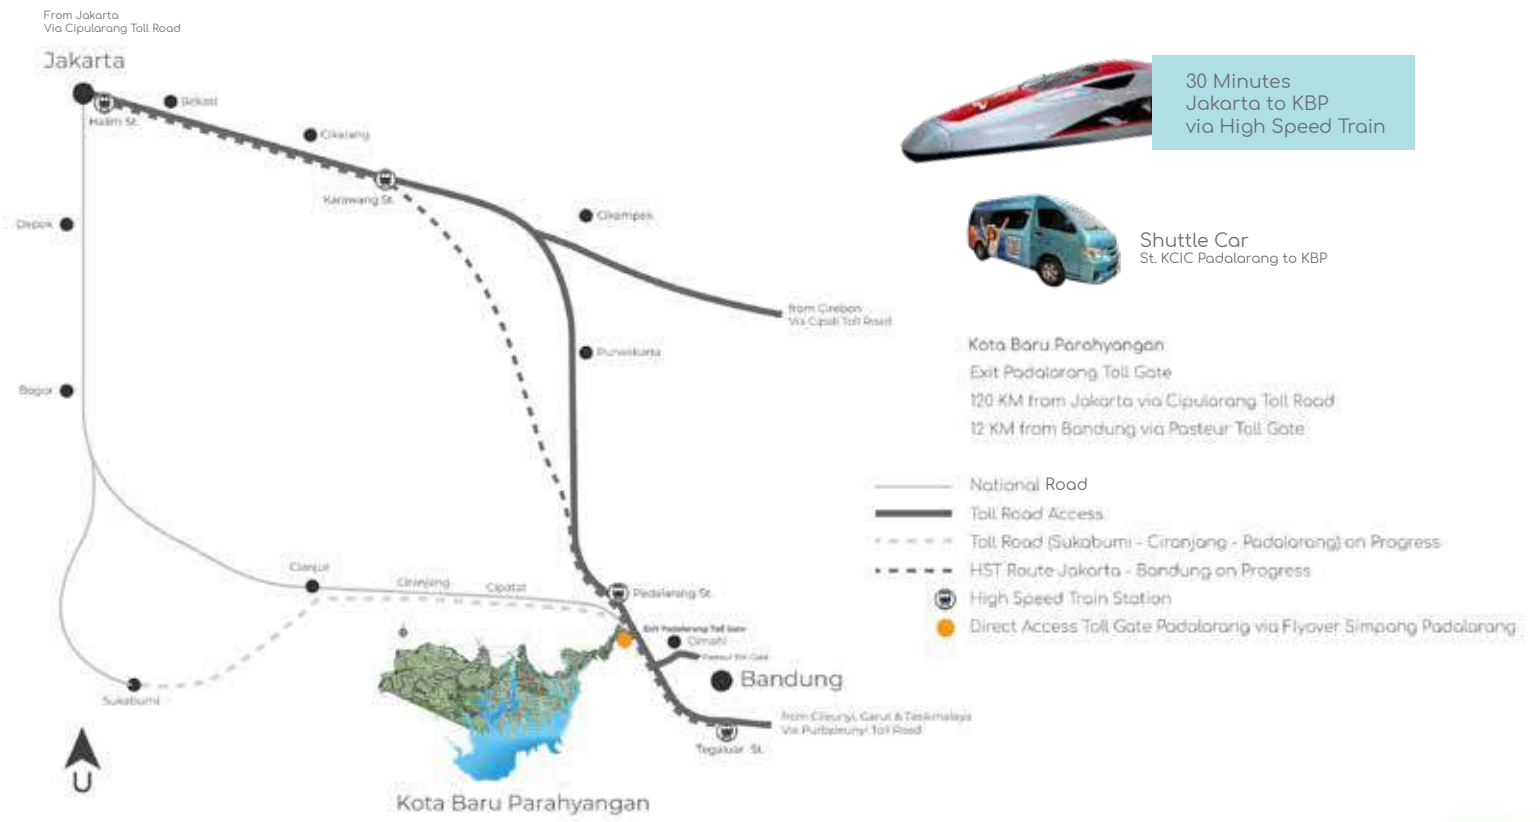 From Jakarta
Via Cipularang Toll Road
Jakarta
Halim St.
Bekasi
Cikarang
Karawang St.
Depok
Cikampek
from Cirebon
Via Cipali Toll Road
Purwakarta
Bogor
Cianjur
Ciranjang
Cipatat
Padalarang St.
Exit Padalarang Toll Gate
Cimahi
Pasteur Toll Gate
Bandung
Sukabumi
from Cileunyi, Garut & Tasikmalaya
Via Purbaleunyi Toll Road
Tegalluar St.
U
Kota Baru Parahyangan
30 Minutes
Jakarta to KBP
via High Speed Train
Shuttle Car
St. KCIC Padalarang to KBP
Kota Baru Parahyangan
Exit Padalarang Toll Gate
120 KM from Jakarta via Cipularang Toll Road
12 KM from Bandung via Pasteur Toll Gate
National Road
Toll Road Access
Toll Road (Sukabumi - Ciranjang - Padalarang) on Progress
HST Route Jakarta - Bandung on Progress
High Speed Train Station
Direct Access Toll Gate Padalarang via Flyover Simpang Padalarang